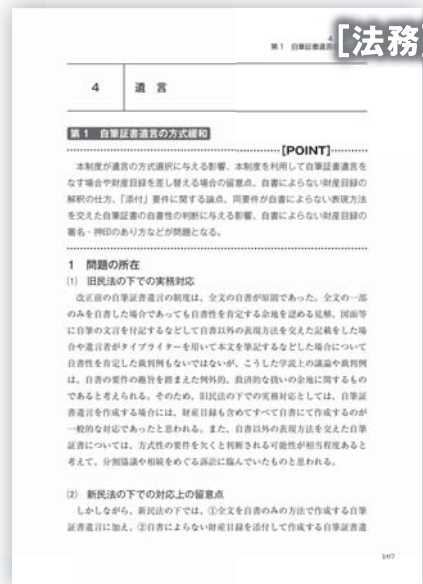 [法務]
4
第1 自筆証書遺言
4 遺言
第1 自筆証書遺言の方式緩和
[POINT]
本制度が遺言の方式選択に与える影響、本制度を利用して自筆証書遺言を
なす場合や財産目録を差し替える場合の留意点、自書によらない財産目録の
解釈の仕方、「添付」要件に関する論点、同要件が自書によらない表現方法
を交えた自筆証書の自書性の判断に与える影響、自書によらない財産目録の
署名・押印のあり方などが問題となる。
1 問題の所在
⑴ 旧民法の下での実務対応
改正前の自筆証書遺言の制度は、全文の自書が原則であった。全文の一部
のみを自書した場合であっても自書性を肯定する余地を認める見解、図面等
に自筆の文言を付記するなどして自書以外の表現方法を交えた記載をした場
合や遺言者がタイプライターを用いて本文を筆記するなどした場合について
自書性を肯定した裁判例もないではないが、こうした学説上の議論や裁判例
は、自書の要件の趣旨を踏まえた例外的、救済的な扱いの余地に関するもの
であると考えられる。そのため、旧民法の下での実務対応としては、自筆証
書遺言を作成する場合には、財産目録も含めてすべて自書にて作成するのが
一般的な対応であったと思われる。また、自書以外の表現方法を交えた自筆
証書については、方式性の要件を欠くと判断される可能性が相当程度あると
考えて、分割協議や相続をめぐる訴訟に臨んでいたものと思われる。
⑵ 新民法の下での対応上の留意点
しかしながら、新民法の下では、①全文を自書のみの方法で作成する自筆
証書遺言に加え、②自書によらない財産目録を添付して作成する自筆証書遺
107